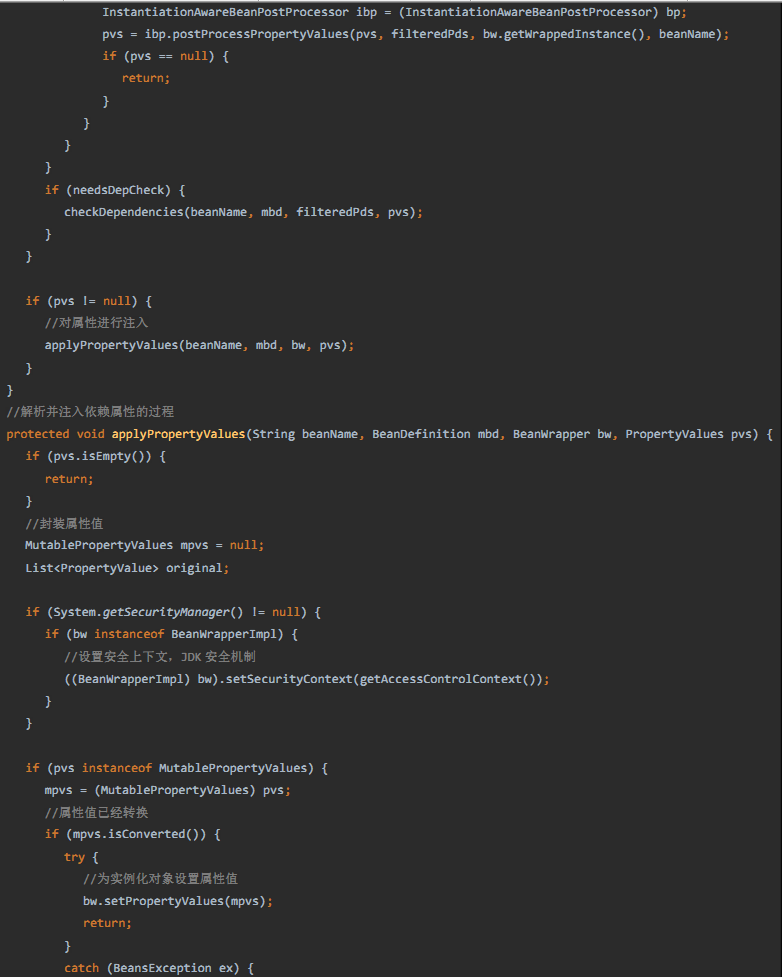 InstantiationAwareBeanPostProcessor ibp = (InstantiationAwareBeanPostProcessor) bp;
pvs = ibp.postProcessPropertyValues(pvs, filteredPds, bw.getWrappedInstance(), beanName);
if (pvs == null) {
return;
}
}
}
}
if (needsDepCheck) {
checkDependencies(beanName, mbd, filteredPds, pvs);
}
}
if (pvs != null) {
//对属性进行注入
applyPropertyValues(beanName, mbd, bw, pvs);
}
}
//解析并注入依赖属性的过程
protected void applyPropertyValues(String beanName, BeanDefinition mbd, BeanWrapper bw, PropertyValues pvs) {
if (pvs.isEmpty()) {
return;
}
//封装属性值
MutablePropertyValues mpvs = null;
List<PropertyValue> original;
if (System.getSecurityManager() != null) {
if (bw instanceof BeanWrapperImpl) {
//设置安全上下文，JDK 安全机制
((BeanWrapperImpl) bw).setSecurityContext(getAccessControlContext());
}
}
if (pvs instanceof MutablePropertyValues) {
mpvs = (MutablePropertyValues) pvs;
//属性值已经转换
if (mpvs.isConverted()) {
try {
//为实例化对象设置属性值
bw.setPropertyValues(mpvs);
return;
}
catch (BeansException ex) {